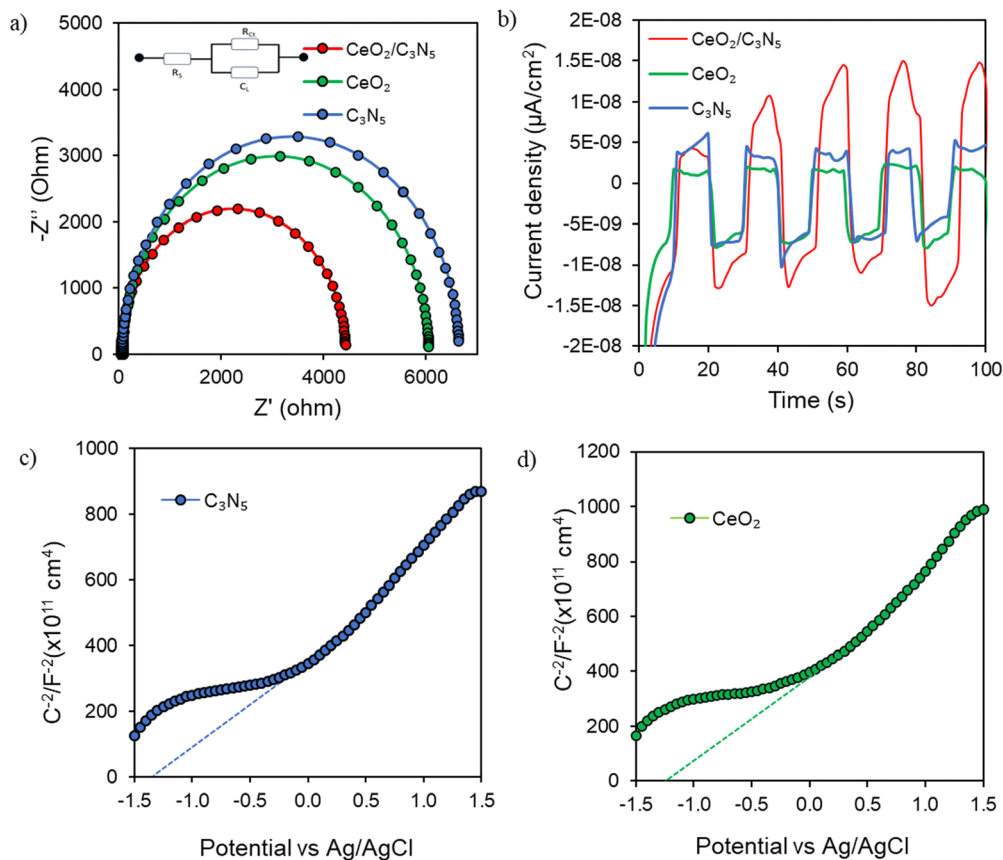 a)
5000
4000
3000
2000
1000
0
-Z'' (Ohm)
R_Ct
R_S
C_L
CeO₂/C₃N₅
CeO₂
C₃N₅
0 2000 4000 6000
Z' (ohm)
b)
2E-08
1.5E-08
1E-08
5E-09
0
-5E-09
-1E-08
-1.5E-08
-2E-08
Current density (µA/cm²)
CeO₂/C₃N₅
CeO₂
C₃N₅
0 20 40 60 80 100
Time (s)
c)
1000
800
600
400
200
0
C⁻²/F⁻²(x10¹¹ cm⁴)
C₃N₅
-1.5 -1.0 -0.5 0.0 0.5 1.0 1.5
Potential vs Ag/AgCl
d)
1200
1000
800
600
400
200
0
C⁻²/F⁻²(x10¹¹ cm⁴)
CeO₂
-1.5 -1.0 -0.5 0.0 0.5 1.0 1.5
Potential vs Ag/AgCl